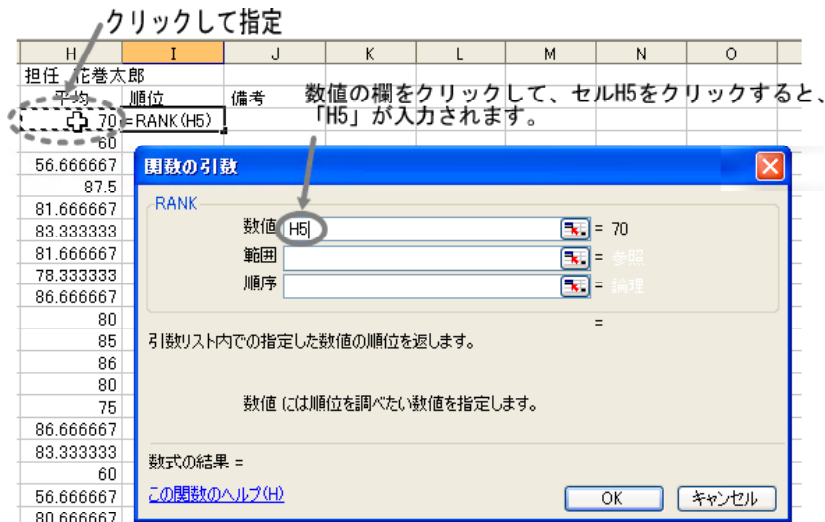 クリックして指定
H I J K L M N O
担任 花巻太郎
平均 順位 備考
数値の欄をクリックして、セルH5をクリックすると、
「H5」が入力されます。
70 =RANK(H5)
60
56.666667
87.5
81.666667
83.333333
81.666667
78.333333
86.666667
80
85
86
80
75
86.666667
83.333333
60
56.666667
80.666667
関数の引数
RANK
数値 H5 = 70
範囲 = 参照
順序 = 論理
=
引数リスト内での指定した数値の順位を返します。
数値 には順位を調べたい数値を指定します。
数式の結果 =
この関数のヘルプ(H)
OK キャンセル